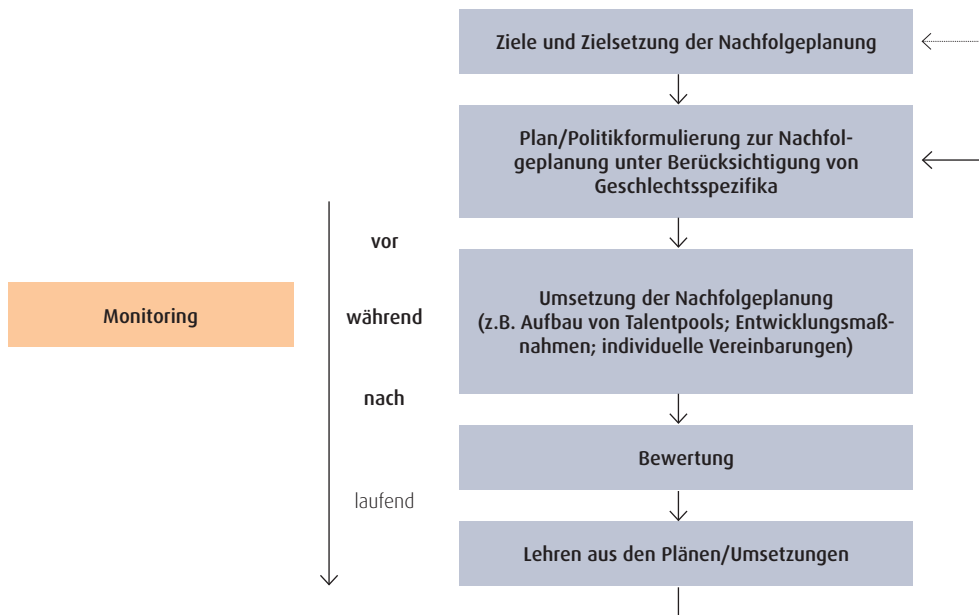 Ziele und Zielsetzung der Nachfolgeplanung
Plan/Politikformulierung zur Nachfol-
geplanung unter Berücksichtigung von
Geschlechtsspezifika
vor
Monitoring
während
nach
laufend
Umsetzung der Nachfolgeplanung
(z.B. Aufbau von Talentpools; Entwicklungsmaß-
nahmen; individuelle Vereinbarungen)
Bewertung
Lehren aus den Plänen/Umsetzungen